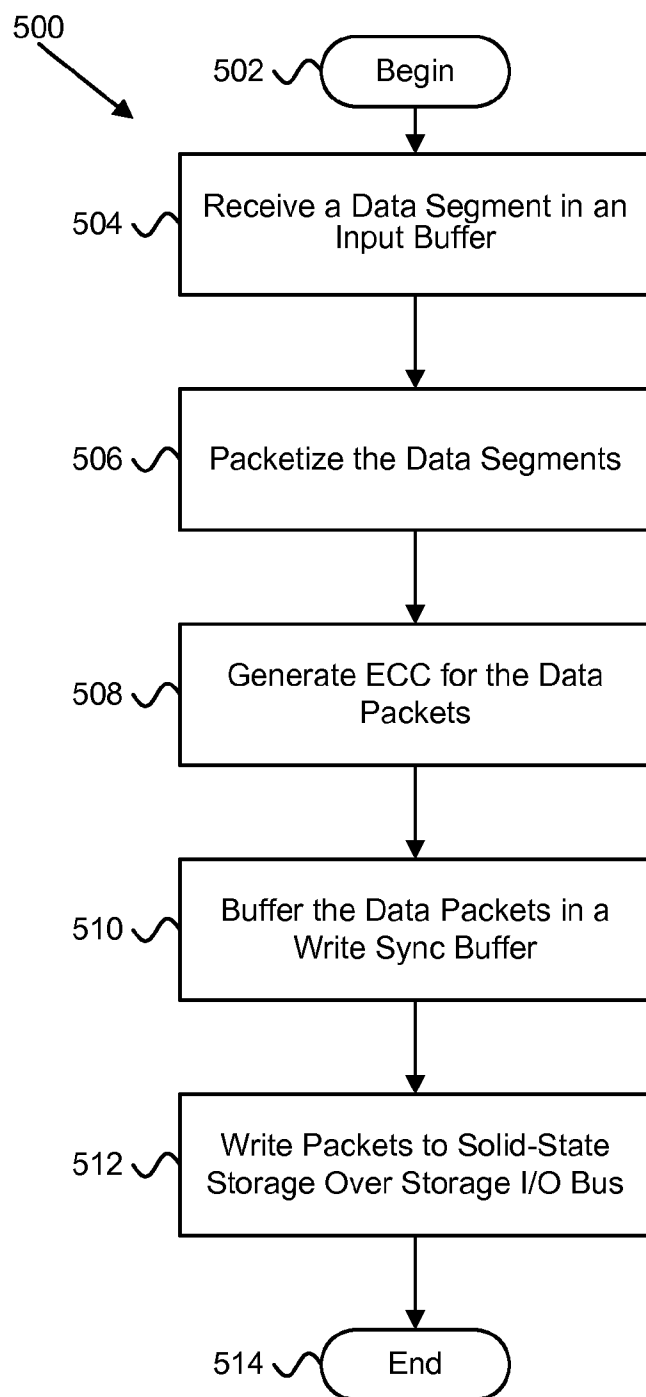 500
502
Begin
504
Receive a Data Segment in an
Input Buffer
506
Packetize the Data Segments
508
Generate ECC for the Data
Packets
510
Buffer the Data Packets in a
Write Sync Buffer
512
Write Packets to Solid-State
Storage Over Storage I/O Bus
514
End